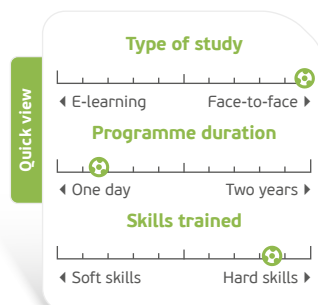 Quick view
Type of study
E-learning Face-to-face
Programme duration
One day Two years
Skills trained
Soft skills Hard skills